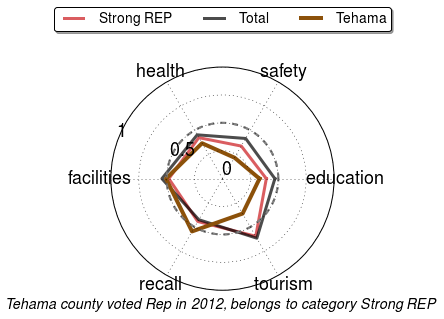 Strong REP Total Tehama
health safety
1
0.5
0
facilities education
recall tourism
Tehama county voted Rep in 2012, belongs to category Strong REP